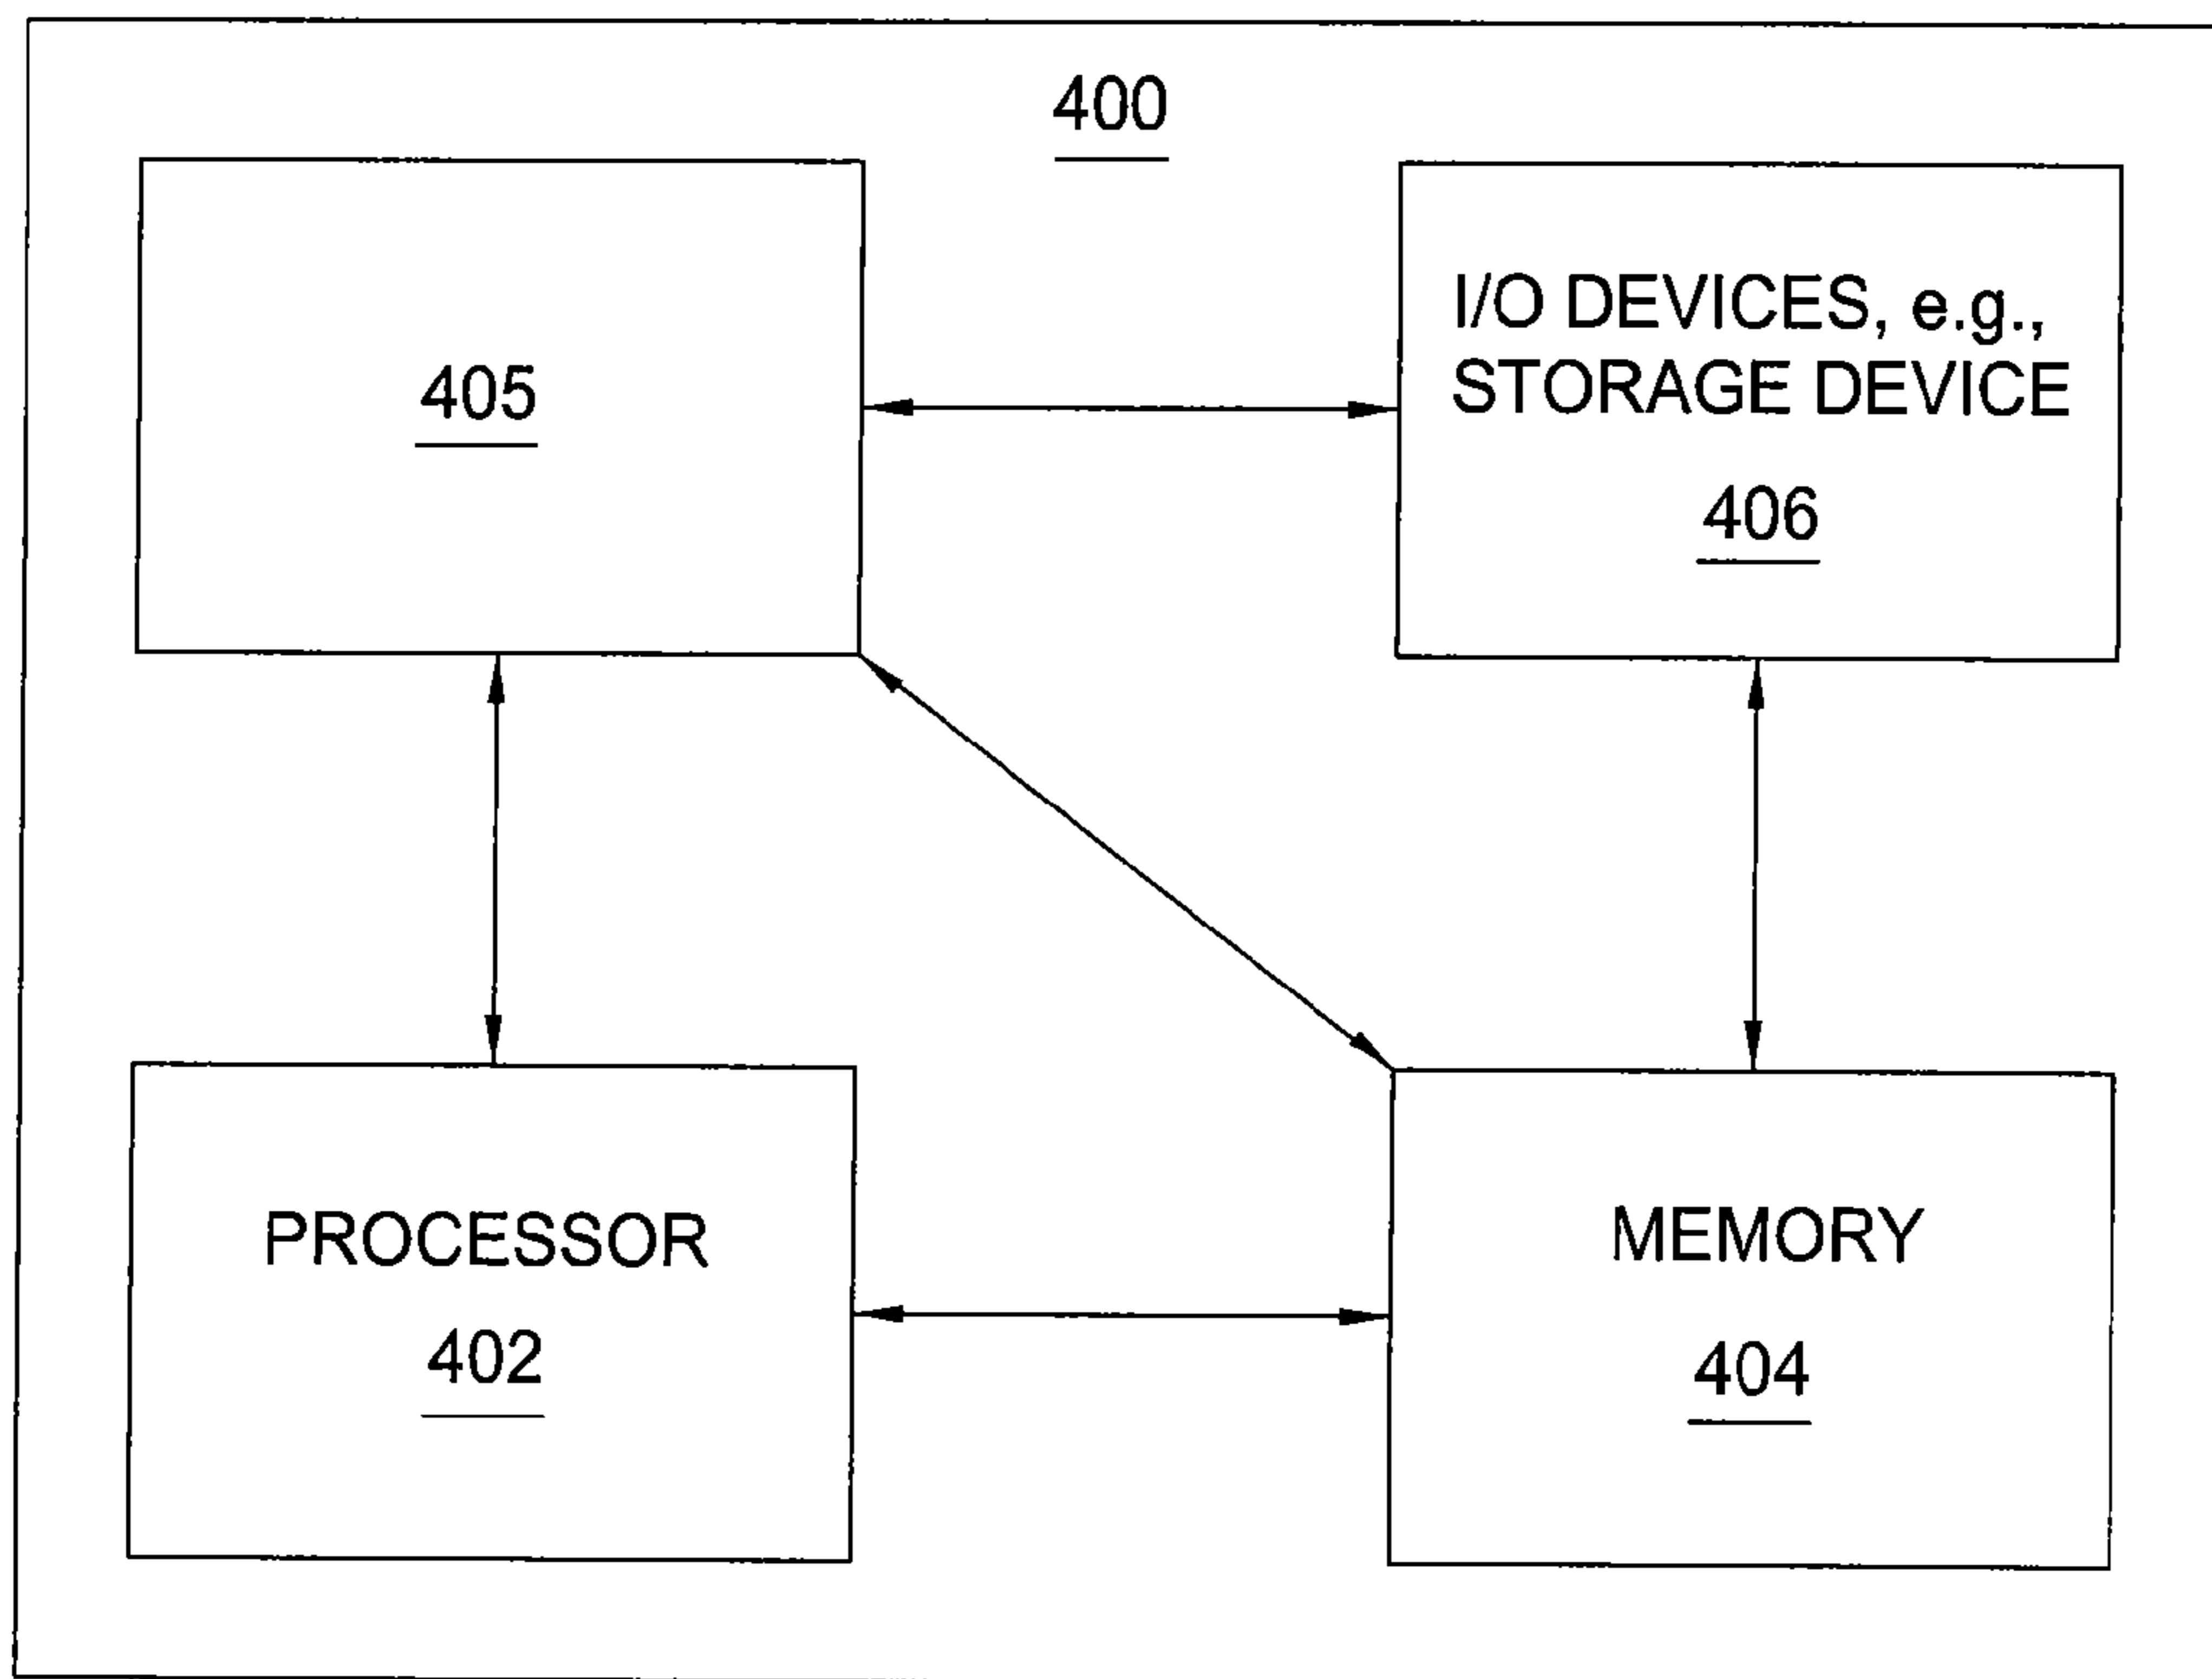 400
405
I/O DEVICES, e.g.,
STORAGE DEVICE
406
PROCESSOR
402
MEMORY
404